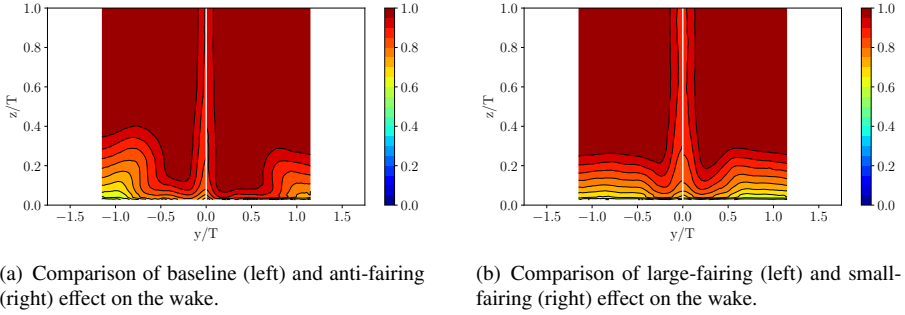 1.0
0.8
0.6
0.4
0.2
0.0
z/T
−1.5 −1.0 −0.5 0.0 0.5 1.0 1.5
y/T
1.0
0.8
0.6
0.4
0.2
0.0
1.0
0.8
0.6
0.4
0.2
0.0
z/T
−1.5 −1.0 −0.5 0.0 0.5 1.0 1.5
y/T
1.0
0.8
0.6
0.4
0.2
0.0
(a) Comparison of baseline (left) and anti-fairing
(right) effect on the wake.
(b) Comparison of large-fairing (left) and small-
fairing (right) effect on the wake.